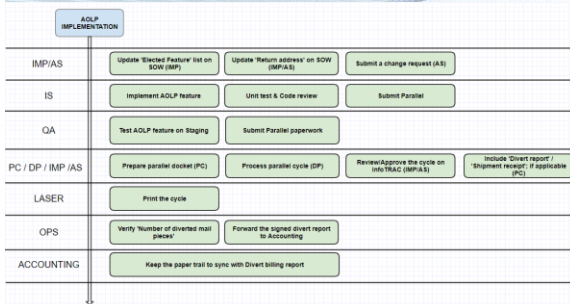 AOLP
IMPLEMENTATION
IMP/AS
Update 'Elected Feature' list on
SOW (IMP)
Update 'Return address' on SOW
(IMP/AS)
Submit a change request (AS)
IS
Implement AOLP feature
Unit test & Code review
Submit Parallel
QA
Test AOLP feature on Staging
Submit Parallel paperwork
PC / DP / IMP /AS
Prepare parallel docket (PC)
Process parallel cycle (DP)
Review/Approve the cycle on
InfoTRAC (IMP/AS)
Include 'Divert report' /
'Shipment receipt'; if applicable
(PC)
LASER
Print the cycle
OPS
Verify 'Number of diverted mail
pieces'
Forward the signed divert report
to Accounting
ACCOUNTING
Keep the paper trail to sync with Divert billing report